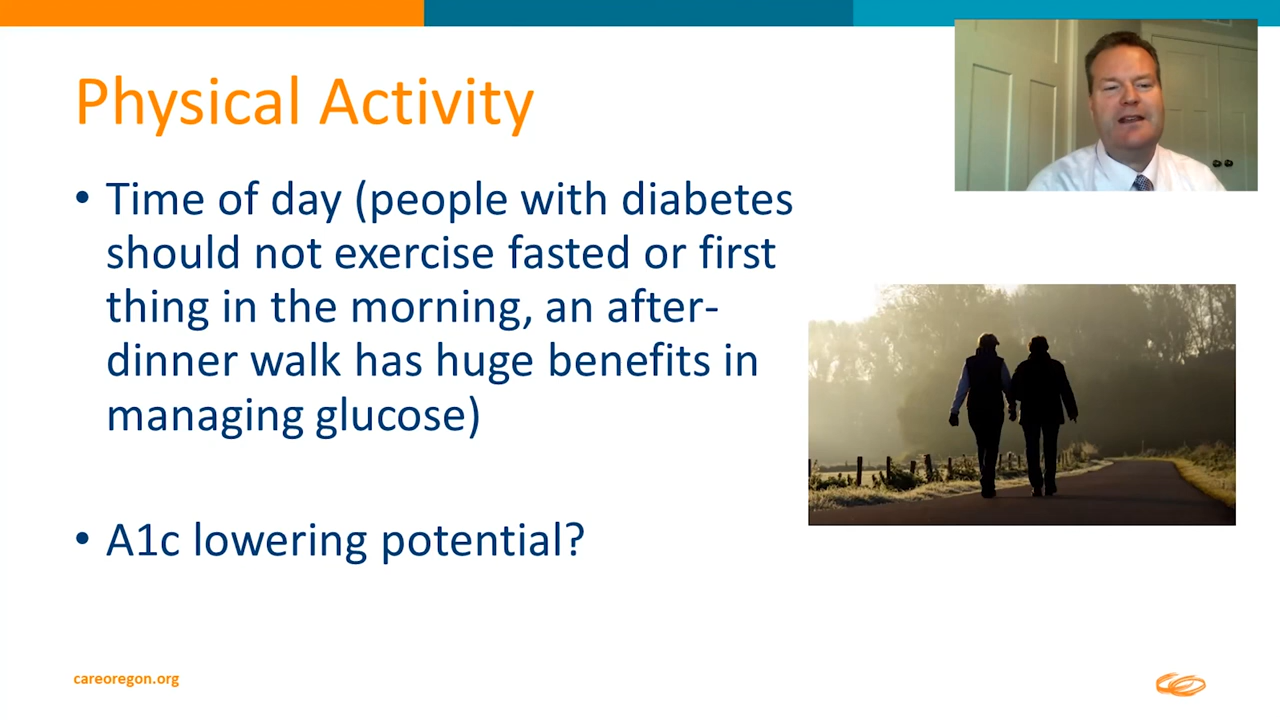 Physical Activity
• Time of day (people with diabetes
should not exercise fasted or first
thing in the morning, an after-
dinner walk has huge benefits in
managing glucose)
• A1c lowering potential?
careoregon.org